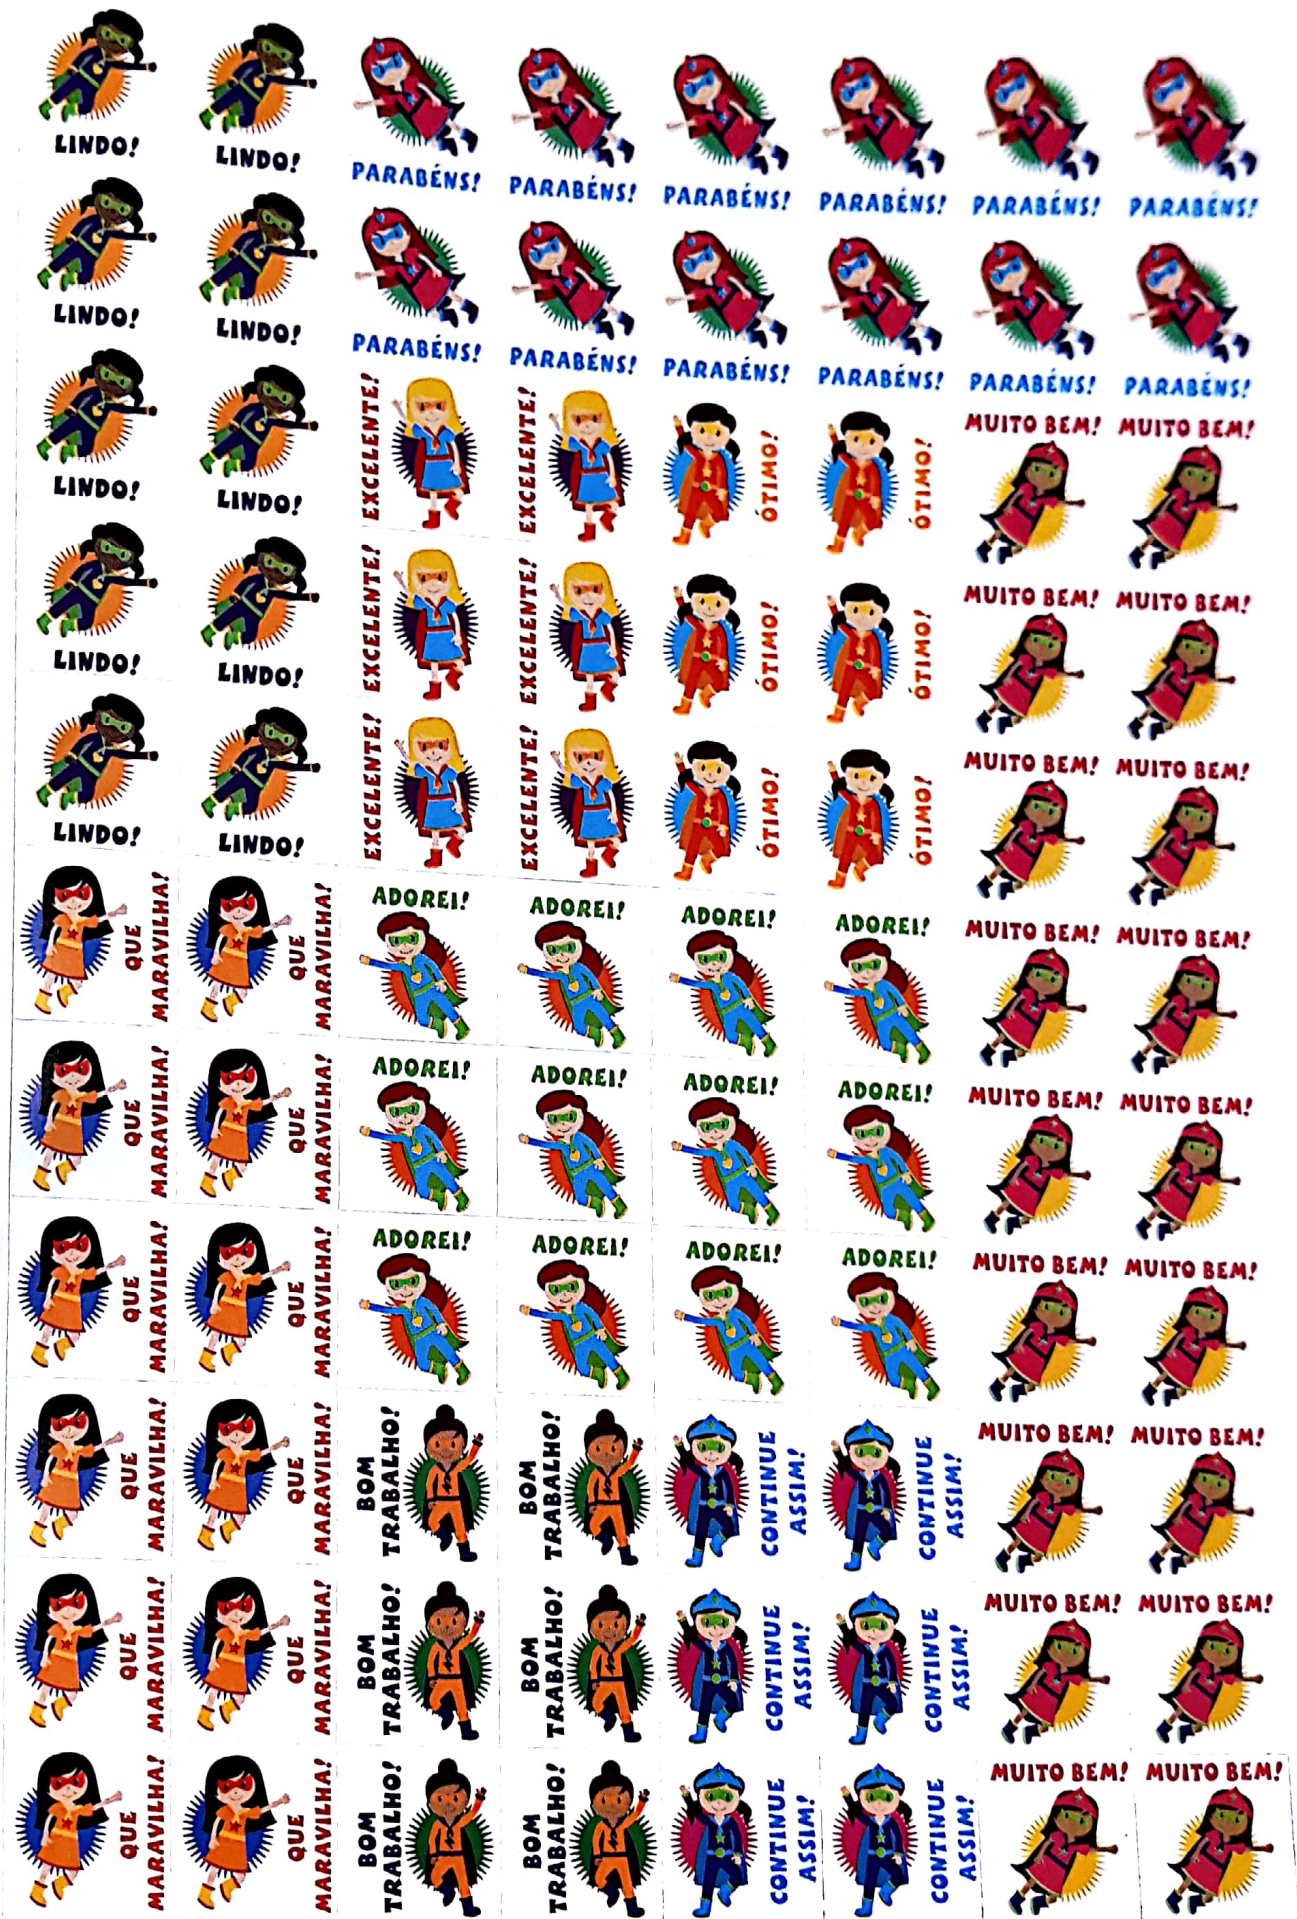 LINDO! LINDO! PARABÉNS! PARABÉNS! PARABÉNS! PARABÉNS! PARABÉNS! PARABÉNS!
LINDO! LINDO! PARABÉNS! PARABÉNS! PARABÉNS! PARABÉNS! PARABÉNS! PARABÉNS!
LINDO! LINDO! EXCELENTE! EXCELENTE! ÓTIMO! ÓTIMO! MUITO BEM! MUITO BEM!
LINDO! LINDO! EXCELENTE! EXCELENTE! ÓTIMO! ÓTIMO! MUITO BEM! MUITO BEM!
LINDO! LINDO! EXCELENTE! EXCELENTE! ÓTIMO! ÓTIMO! MUITO BEM! MUITO BEM!
QUE MARAVILHA! QUE MARAVILHA! ADOREI! ADOREI! ADOREI! ADOREI! MUITO BEM! MUITO BEM!
QUE MARAVILHA! QUE MARAVILHA! ADOREI! ADOREI! ADOREI! ADOREI! MUITO BEM! MUITO BEM!
QUE MARAVILHA! QUE MARAVILHA! ADOREI! ADOREI! ADOREI! ADOREI! MUITO BEM! MUITO BEM!
QUE MARAVILHA! QUE MARAVILHA! BOM TRABALHO! BOM TRABALHO! CONTINUE ASSIM! CONTINUE ASSIM! MUITO BEM! MUITO BEM!
QUE MARAVILHA! QUE MARAVILHA! BOM TRABALHO! BOM TRABALHO! CONTINUE ASSIM! CONTINUE ASSIM! MUITO BEM! MUITO BEM!
QUE MARAVILHA! QUE MARAVILHA! BOM TRABALHO! BOM TRABALHO! CONTINUE ASSIM! CONTINUE ASSIM! MUITO BEM! MUITO BEM!